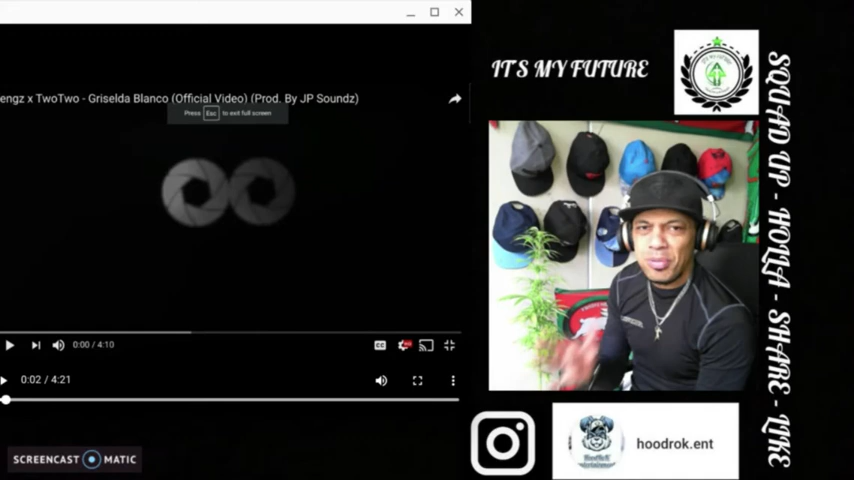 engz x TwoTwo - Griselda Blanco (Official Video) (Prod. By JP Soundz)
Press Esc to exit full screen
0:00 / 4:10
CC
0:02 / 4:21
SCREENCAST MATIC
IT'S MY FUTURE
SQUAD UP - HOLLA - SHARE - LIKE
hoodrok.ent